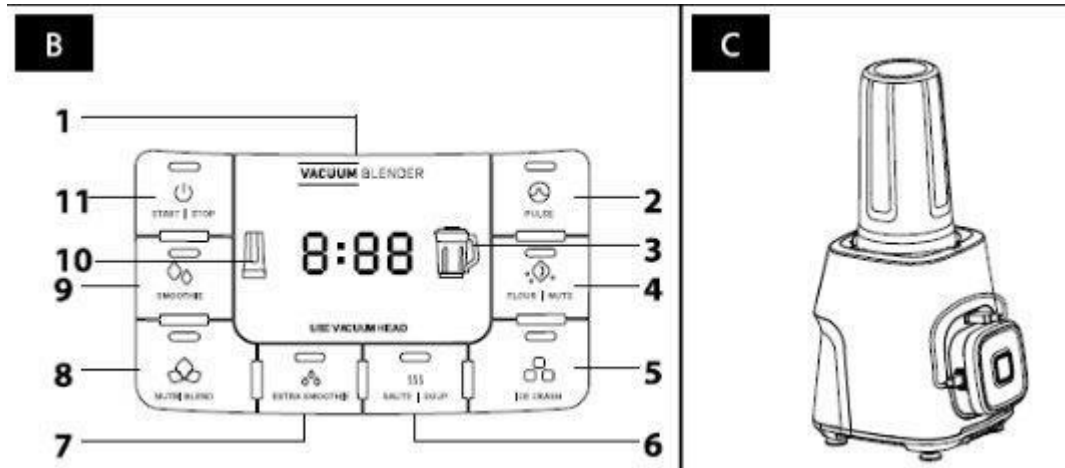 B
C
1
VACUUM BLENDER
11
START | STOP
PULSE
2
10
8:88
3
9
SMOOTHIE
FLOUR | NUTS
4
USE VACUUM HEAD
8
NUTRI BLEND
EXTRA SMOOTHIE
SAUTE | SOUP
ICE CRASH
5
7
6